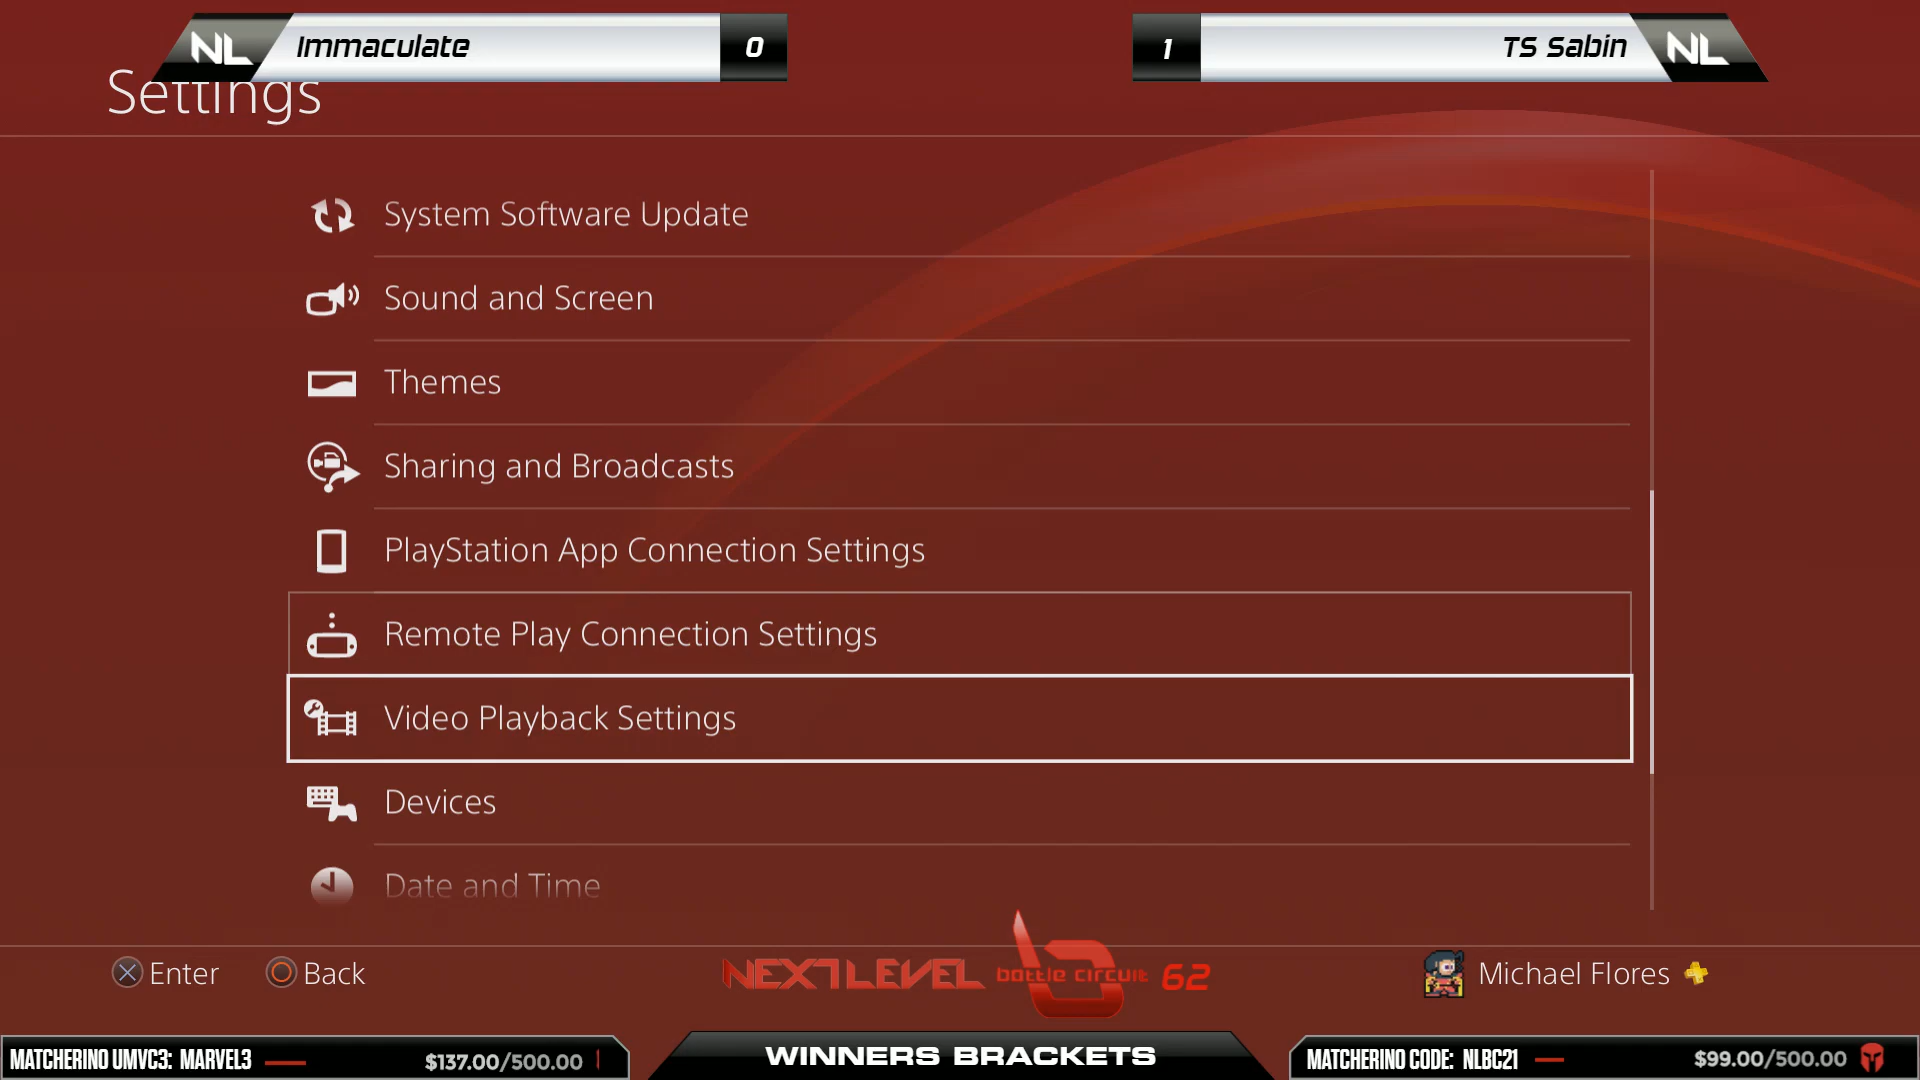 NL Immaculate 0
1 TS Sabin NL
Settings
System Software Update
Sound and Screen
Themes
Sharing and Broadcasts
PlayStation App Connection Settings
Remote Play Connection Settings
Video Playback Settings
Devices
Date and Time
Enter Back
NEXT LEVEL battle circuit 62
Michael Flores
MATCHERINO UMVC3: MARVEL3 $137.00/500.00
WINNERS BRACKETS
MATCHERINO CODE: NLBC21 $99.00/500.00